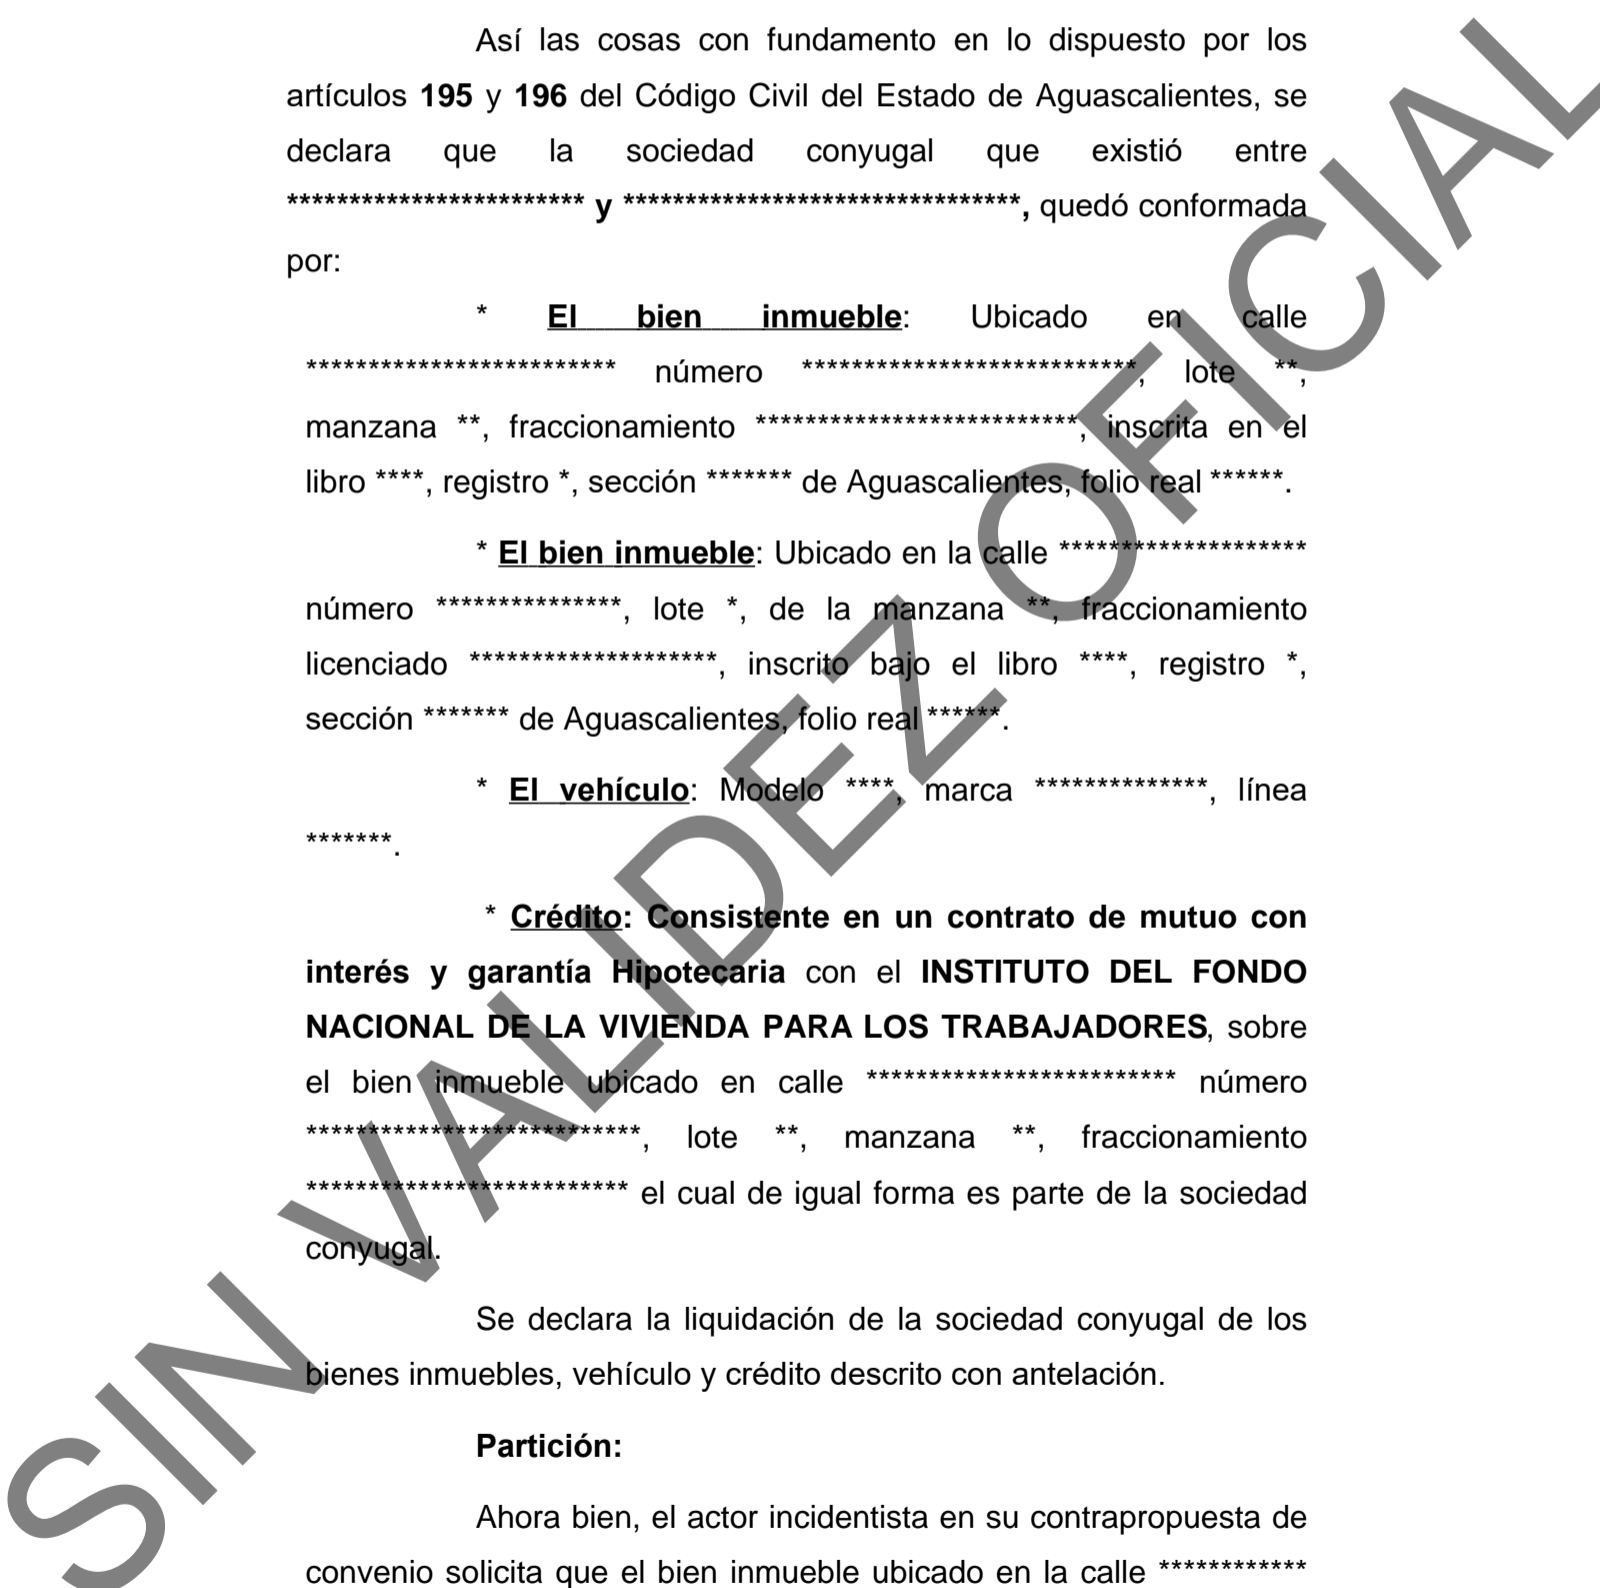 Así las cosas con fundamento en lo dispuesto por los
artículos 195 y 196 del Código Civil del Estado de Aguascalientes, se
declara que la sociedad conyugal que existió entre
************************ y ********************************, quedó conformada
por:
* El bien inmueble: Ubicado en calle
************************* número ***************************, lote **,
manzana **, fraccionamiento **************************, inscrita en el
libro ****, registro *, sección ******* de Aguascalientes, folio real ******.
* El bien inmueble: Ubicado en la calle ********************
número ***************, lote *, de la manzana **, fraccionamiento
licenciado ********************, inscrito bajo el libro ****, registro *,
sección ******* de Aguascalientes, folio real ******.
* El vehículo: Modelo ****, marca **************, línea
*******.
* Crédito: Consistente en un contrato de mutuo con
interés y garantía Hipotecaria con el INSTITUTO DEL FONDO
NACIONAL DE LA VIVIENDA PARA LOS TRABAJADORES, sobre
el bien inmueble ubicado en calle ************************* número
***************************, lote **, manzana **, fraccionamiento
************************** el cual de igual forma es parte de la sociedad
conyugal.
Se declara la liquidación de la sociedad conyugal de los
bienes inmuebles, vehículo y crédito descrito con antelación.
Partición:
Ahora bien, el actor incidentista en su contrapropuesta de
convenio solicita que el bien inmueble ubicado en la calle ************
SIN VALIDEZ OFICIAL